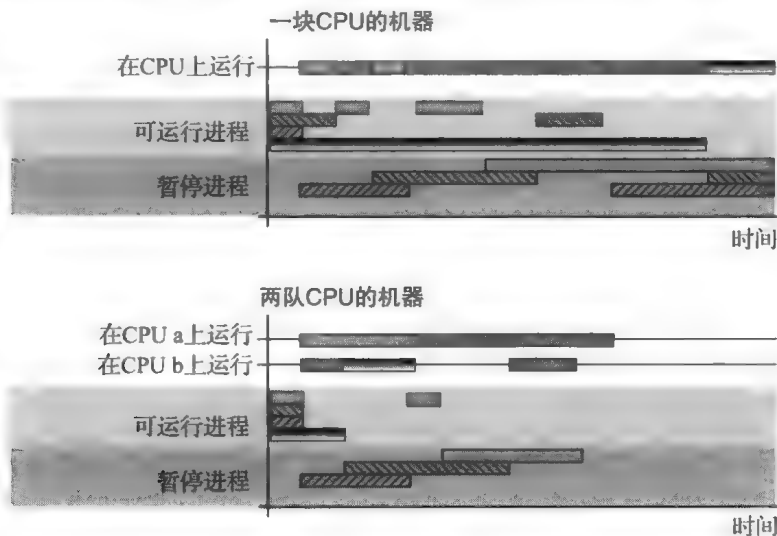 一块CPU的机器
在CPU上运行
可运行进程
暂停进程
时间
两队CPU的机器
在CPU a上运行
在CPU b上运行
可运行进程
暂停进程
时间